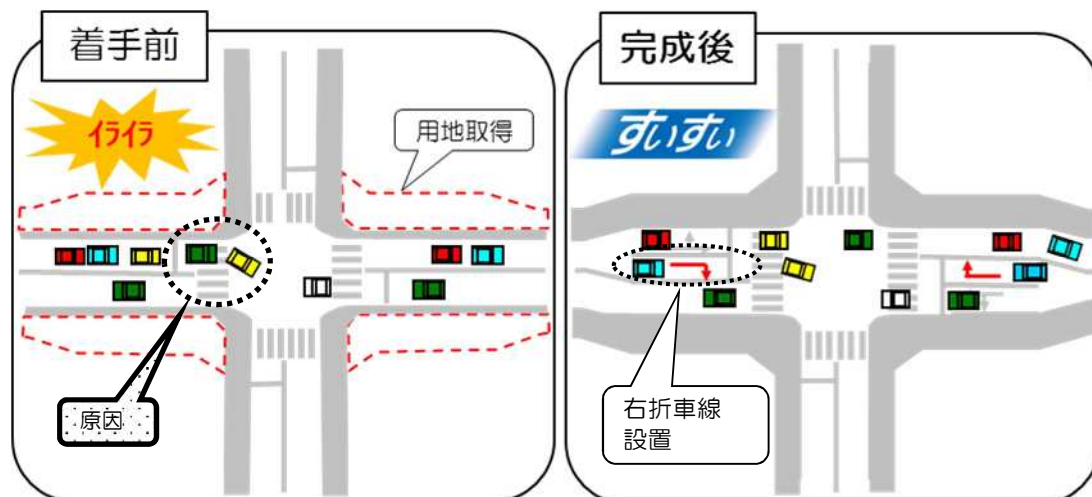 着手前
イライラ
用地取得
原因
完成後
すいすい
右折車線
設置